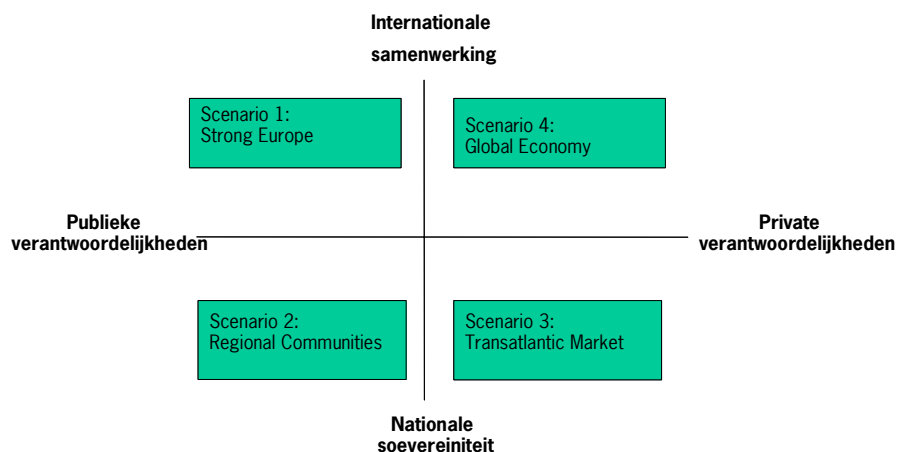 Internationale
samenwerking
Scenario 1:
Strong Europe
Scenario 4:
Global Economy
Publieke
verantwoordelijkheden
Private
verantwoordelijkheden
Scenario 2:
Regional Communities
Scenario 3:
Transatlantic Market
Nationale
soevereiniteit